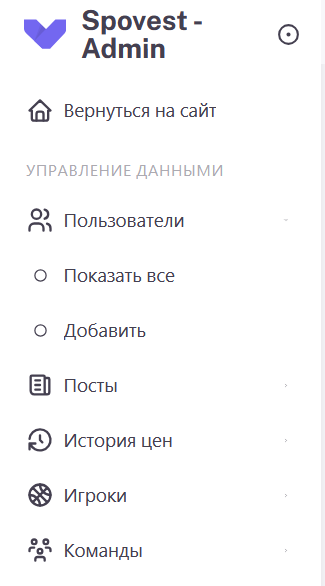 Spovest -
Admin
Вернуться на сайт
УПРАВЛЕНИЕ ДАННЫМИ
Пользователи
Показать все
Добавить
Посты
История цен
Игроки
Команды